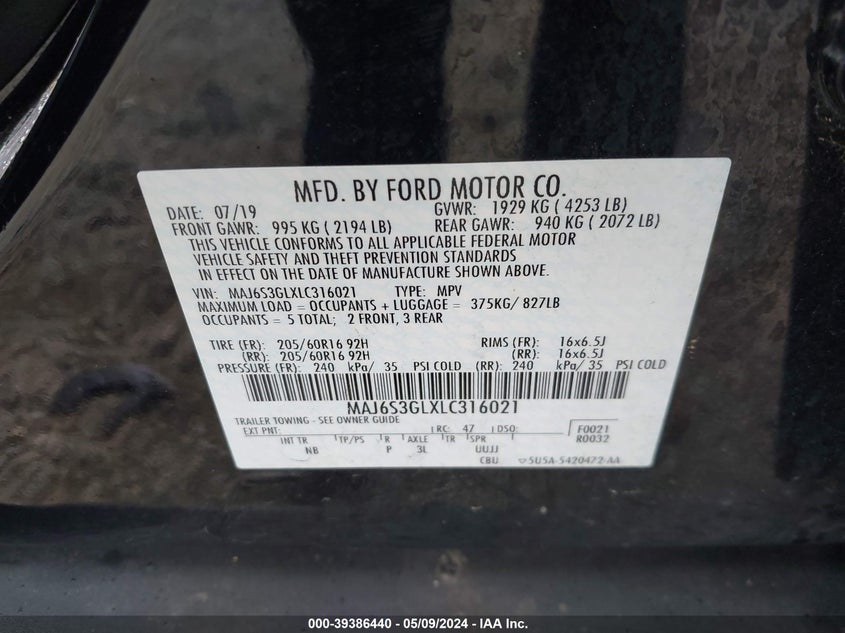 MFD. BY FORD MOTOR CO.
DATE: 07/19 GVWR: 1929 KG ( 4253 LB)
FRONT GAWR: 995 KG ( 2194 LB) REAR GAWR: 940 KG ( 2072 LB)
THIS VEHICLE CONFORMS TO ALL APPLICABLE FEDERAL MOTOR
VEHICLE SAFETY AND THEFT PREVENTION STANDARDS
IN EFFECT ON THE DATE OF MANUFACTURE SHOWN ABOVE.
VIN: MAJ6S3GLXLC316021 TYPE: MPV
MAXIMUM LOAD = OCCUPANTS + LUGGAGE = 375KG/ 827LB
OCCUPANTS = 5 TOTAL; 2 FRONT, 3 REAR
TIRE (FR): 205/60R16 92H RIMS (FR): 16x6.5J
(RR): 205/60R16 92H (RR): 16x6.5J
PRESSURE (FR): 240 kPa/ 35 PSI COLD (RR): 240 kPa/ 35 PSI COLD
MAJ6S3GLXLC316021
TRAILER TOWING - SEE OWNER GUIDE
EXT PNT: RC: 47 DSO: F0021
INT TR TP/PS R AXLE TR SPR R0032
NB P 3L UUJJ
CBU 5U5A-5420472-AA
000-39386440 - 05/09/2024 - IAA Inc.